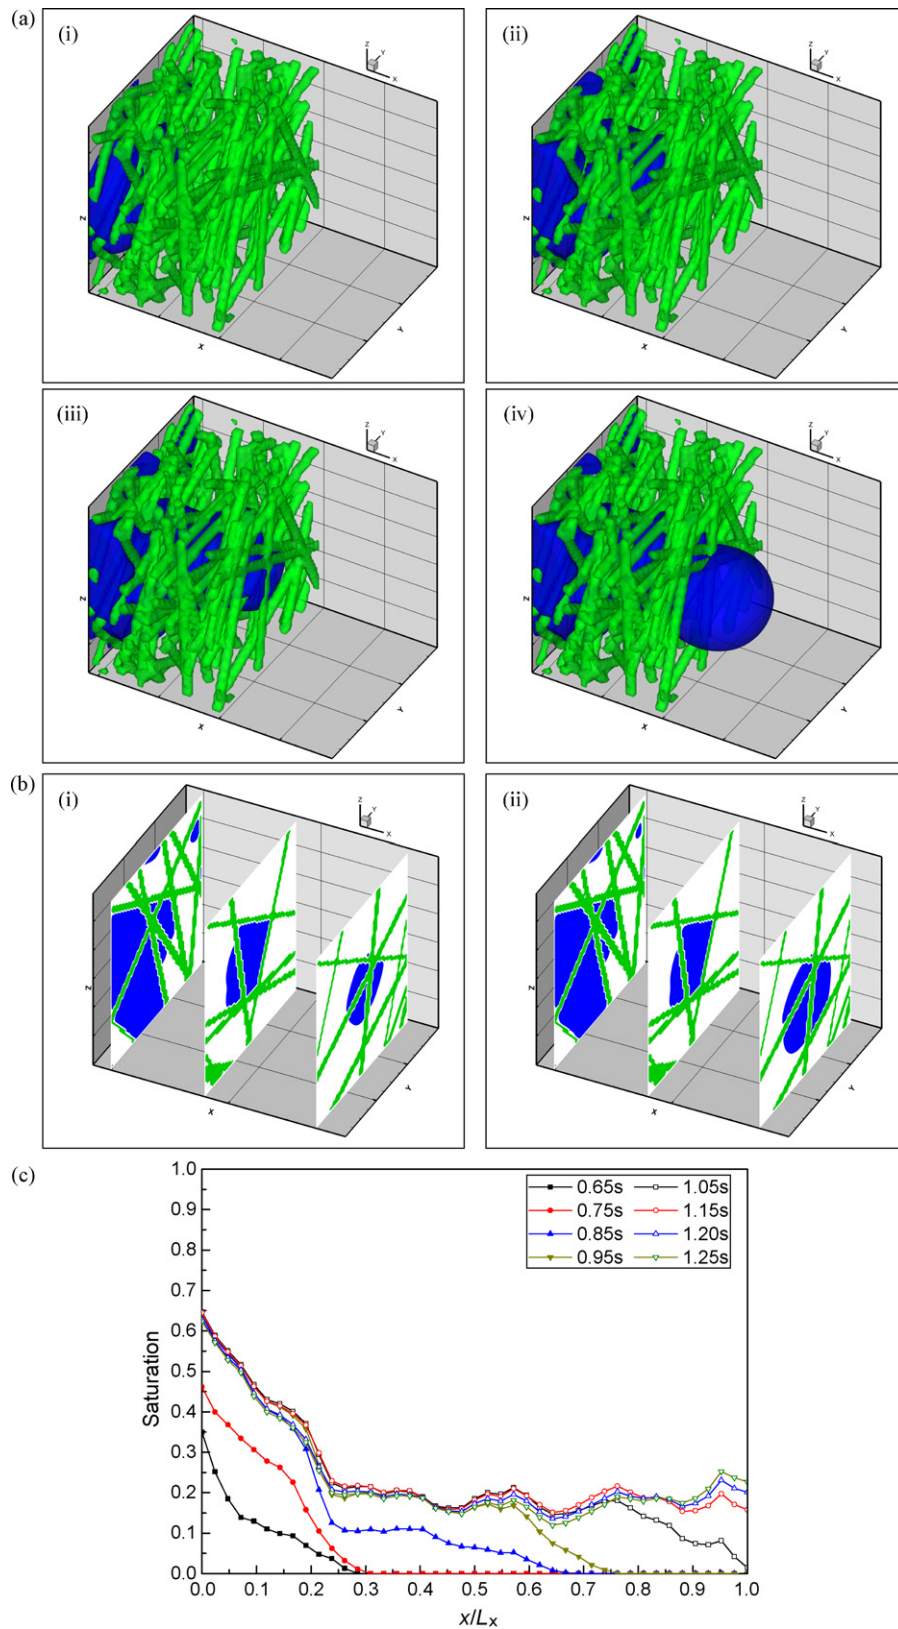 (a)
(i)
Z
Y
X
Z
X
Y
(ii)
Z
Y
X
Z
X
Y
(iii)
Z
Y
X
Z
X
Y
(iv)
Z
Y
X
Z
X
Y
(b)
(i)
Z
Y
X
Z
X
Y
(ii)
Z
Y
X
Z
X
Y
(c)
1.0
0.9
0.8
0.7
0.6
0.5
0.4
0.3
0.2
0.1
0.0
Saturation
0.65s 1.05s
0.75s 1.15s
0.85s 1.20s
0.95s 1.25s
0.0 0.1 0.2 0.3 0.4 0.5 0.6 0.7 0.8 0.9 1.0
x/Lx